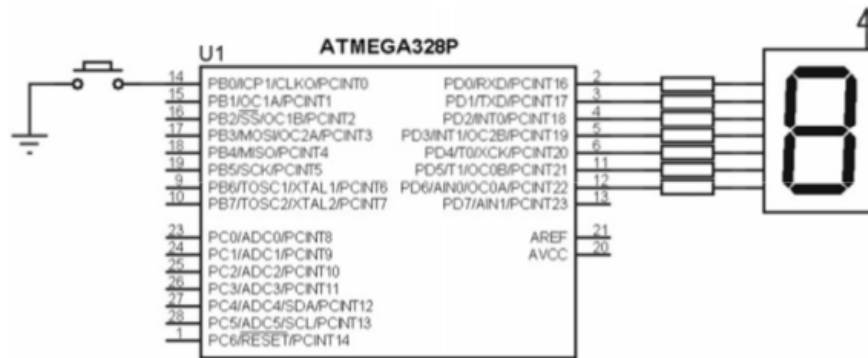 ATMEGA328P
U1
14 PB0/ICP1/CLKO/PCINT0
15 PB1/OC1A/PCINT1
16 PB2/SS/OC1B/PCINT2
17 PB3/MOSI/OC2A/PCINT3
18 PB4/MISO/PCINT4
19 PB5/SCK/PCINT5
9 PB6/TOSC1/XTAL1/PCINT6
10 PB7/TOSC2/XTAL2/PCINT7
23 PC0/ADC0/PCINT8
24 PC1/ADC1/PCINT9
25 PC2/ADC2/PCINT10
26 PC3/ADC3/PCINT11
27 PC4/ADC4/SDA/PCINT12
28 PC5/ADC5/SCL/PCINT13
1 PC6/RESET/PCINT14
PD0/RXD/PCINT16 2
PD1/TXD/PCINT17 3
PD2/INT0/PCINT18 4
PD3/INT1/OC2B/PCINT19 5
PD4/T0/XCK/PCINT20 6
PD5/T1/OC0B/PCINT21 11
PD6/AIN0/OC0A/PCINT22 12
PD7/AIN1/PCINT23 13
AREF 21
AVCC 20
8